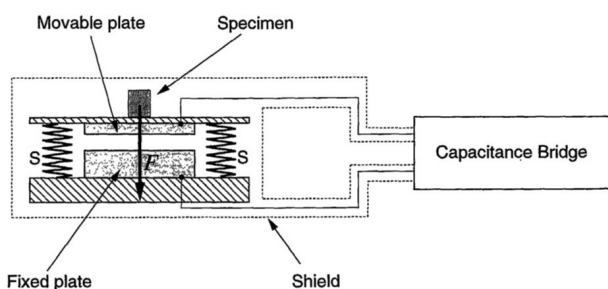 Movable plate
Specimen
S
S
F
Capacitance Bridge
Fixed plate
Shield